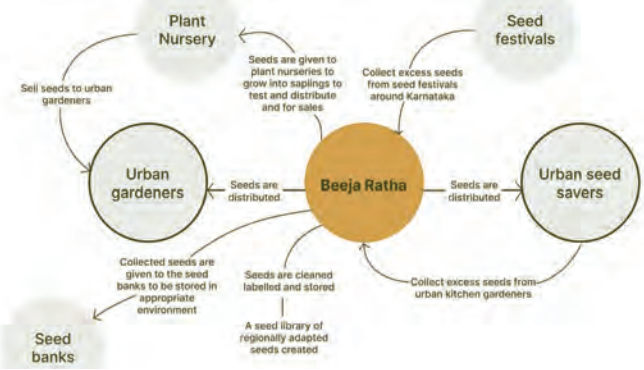 Plant
Nursery
Seed
festivals
Seeds are given to
plant nurseries to
grow into saplings to
test and distribute
and for sales
Collect excess seeds
from seed festivals
around Karnataka
Sell seeds to urban
gardeners
Urban
gardeners
Seeds are
distributed
Beeja Ratha
Seeds are
distributed
Urban seed
savers
Collected seeds are
given to the seed
banks to be stored in
appropriate
environment
Seeds are cleaned
labelled and stored
Collect excess seeds from
urban kitchen gardeners
A seed library of
regionally adapted
seeds created
Seed
banks